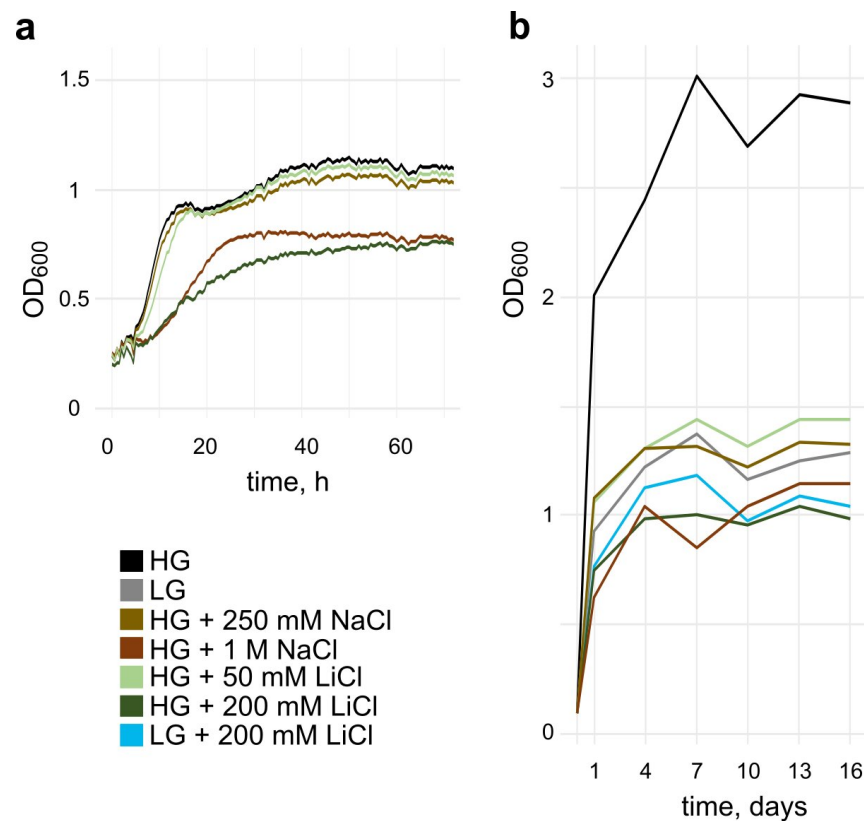 a
1.5
1
0.5
0
OD600
0 20 40 60
time, h
HG
LG
HG + 250 mM NaCl
HG + 1 M NaCl
HG + 50 mM LiCl
HG + 200 mM LiCl
LG + 200 mM LiCl
b
3
2
1
0
OD600
1 4 7 10 13 16
time, days